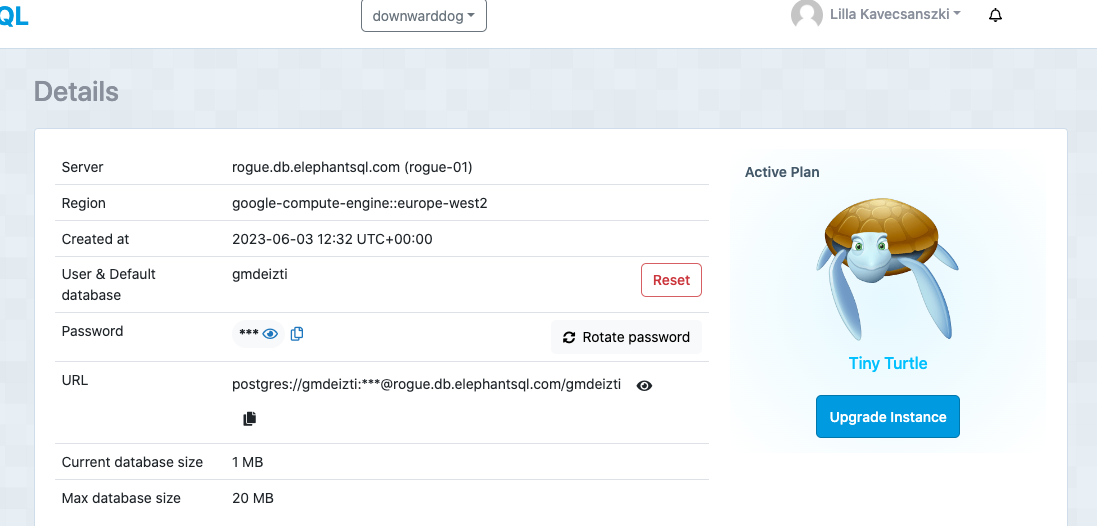 QL
downwarddog
Lilla Kavecsanszki
Details
Server rogue.db.elephantsql.com (rogue-01)
Region google-compute-engine::europe-west2
Created at 2023-06-03 12:32 UTC+00:00
User & Default
database
gmdeizti
Reset
Password *** Rotate password
URL postgres://gmdeizti:***@rogue.db.elephantsql.com/gmdeizti
Current database size 1 MB
Max database size 20 MB
Active Plan
Tiny Turtle
Upgrade Instance